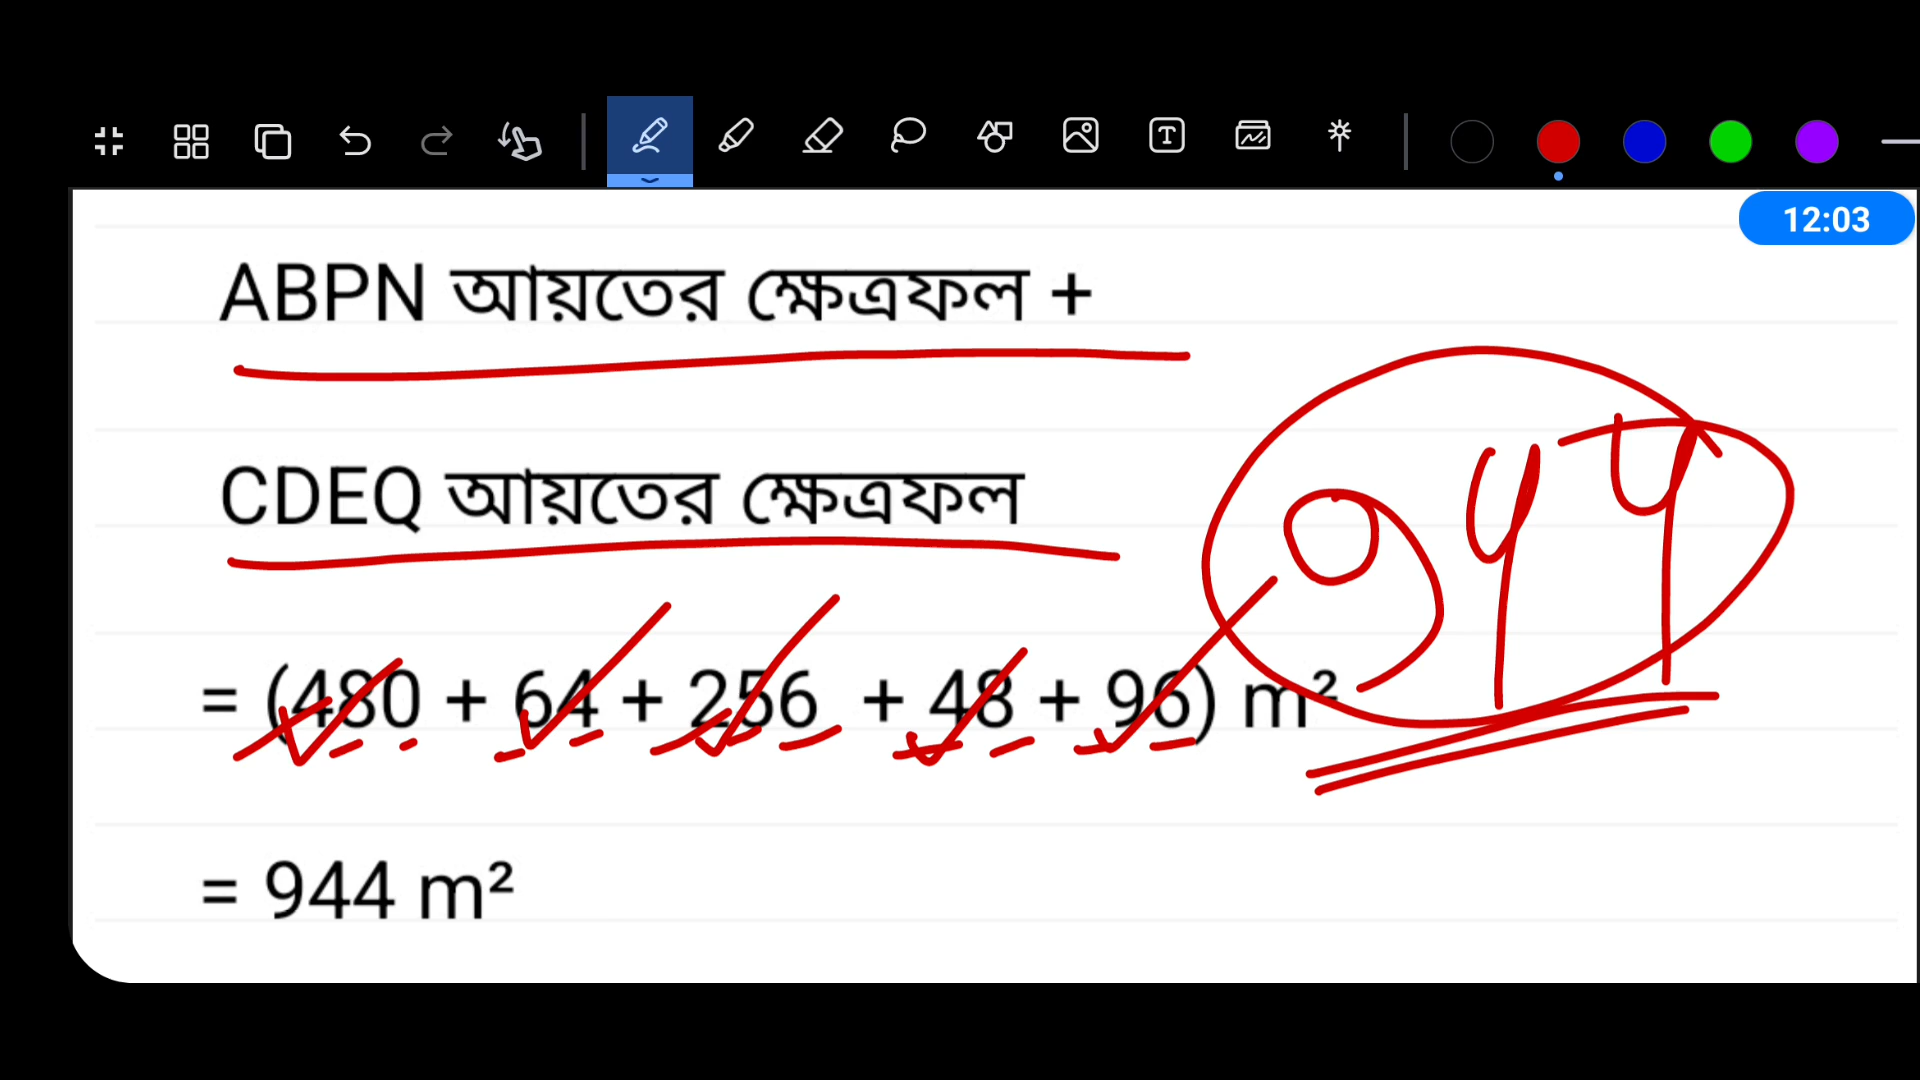 12:03
ABPN আয়তের ক্ষেত্রফল +
CDEQ আয়তের ক্ষেত্রফল
944
= (480 + 64 + 256 + 48 + 96) m²
= 944 m²